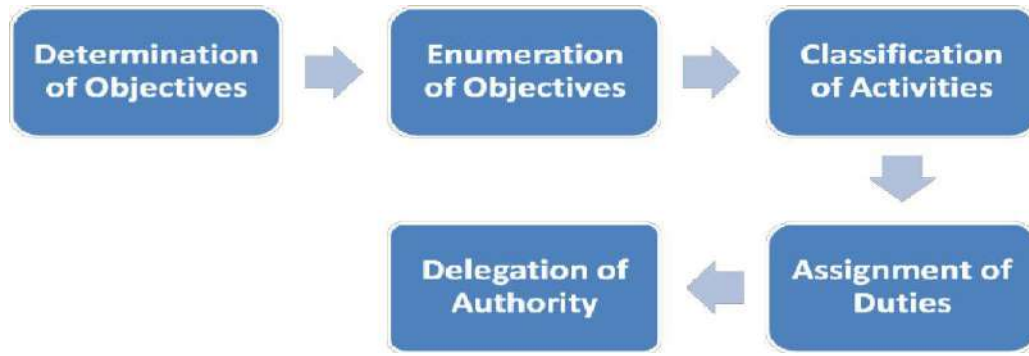 Determination
of Objectives
Enumeration
of Objectives
Classification
of Activities
Assignment of
Duties
Delegation of
Authority